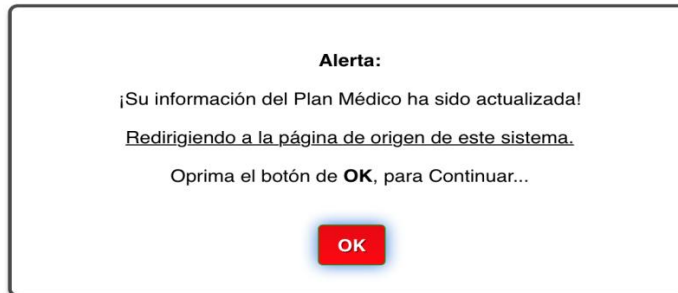 Alerta:
¡Su información del Plan Médico ha sido actualizada!
Redirigiendo a la página de origen de este sistema.
Oprima el botón de OK, para Continuar...
OK